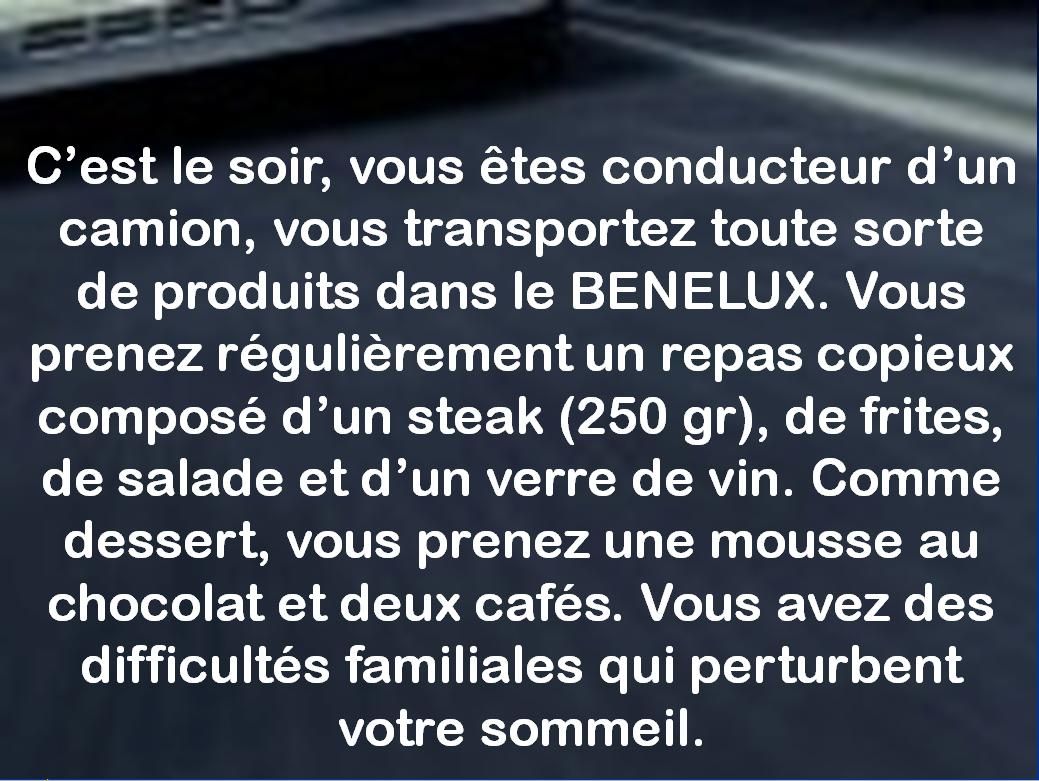 C’est le soir, vous êtes conducteur d’un
camion, vous transportez toute sorte
de produits dans le BENELUX. Vous
prenez régulièrement un repas copieux
composé d’un steak (250 gr), de frites,
de salade et d’un verre de vin. Comme
dessert, vous prenez une mousse au
chocolat et deux cafés. Vous avez des
difficultés familiales qui perturbent
votre sommeil.